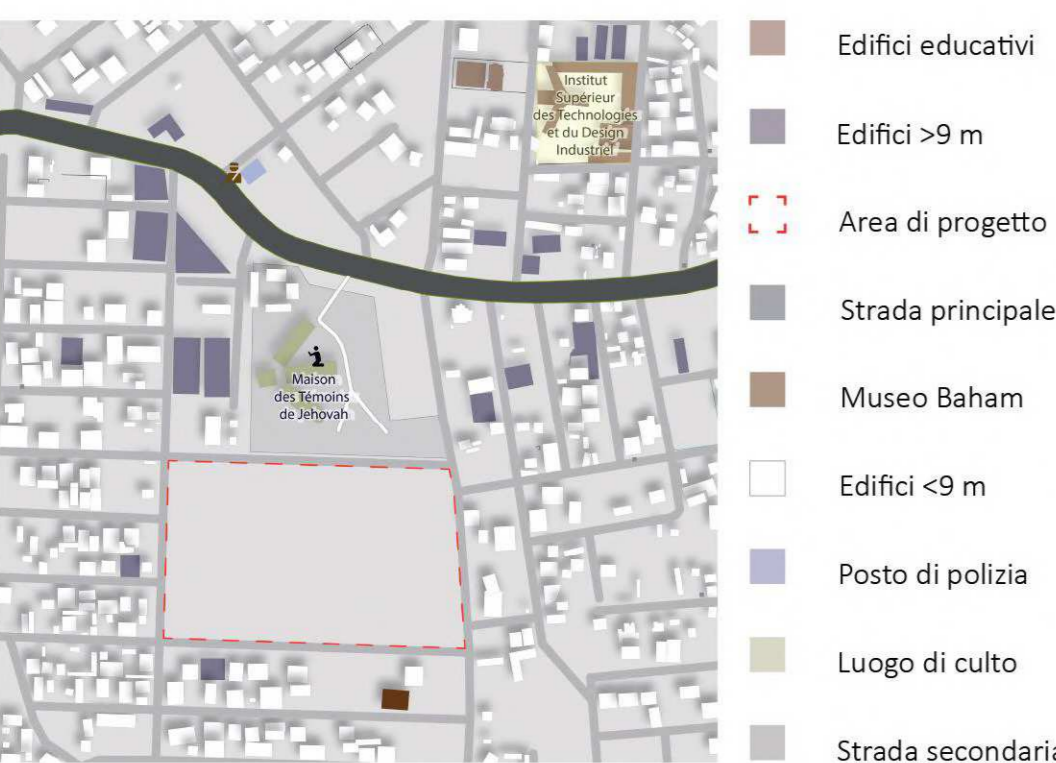 Institut
Supérieur
des Technologies
et du Design
Industriel
Maison
des Témoins
de Jehovah
Edifici educativi
Edifici >9 m
Area di progetto
Strada principale
Museo Baham
Edifici <9 m
Posto di polizia
Luogo di culto
Strada secondaria